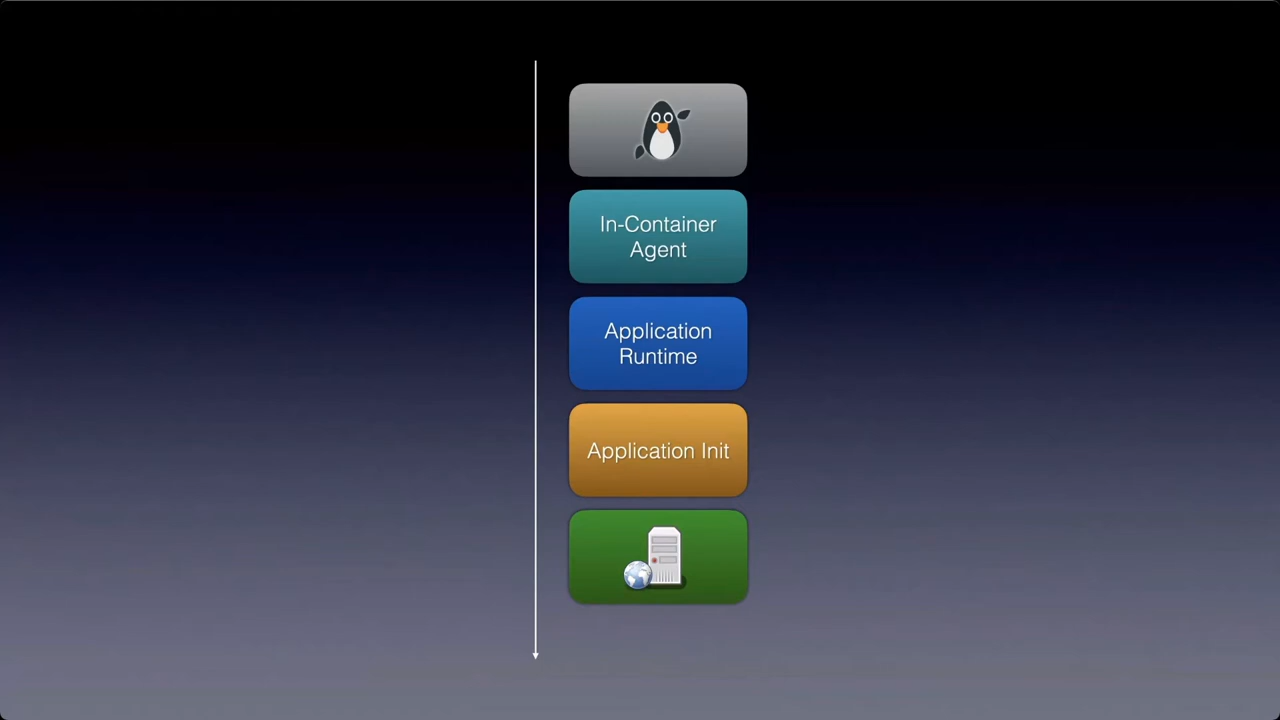 In-Container
Agent
Application
Runtime
Application Init